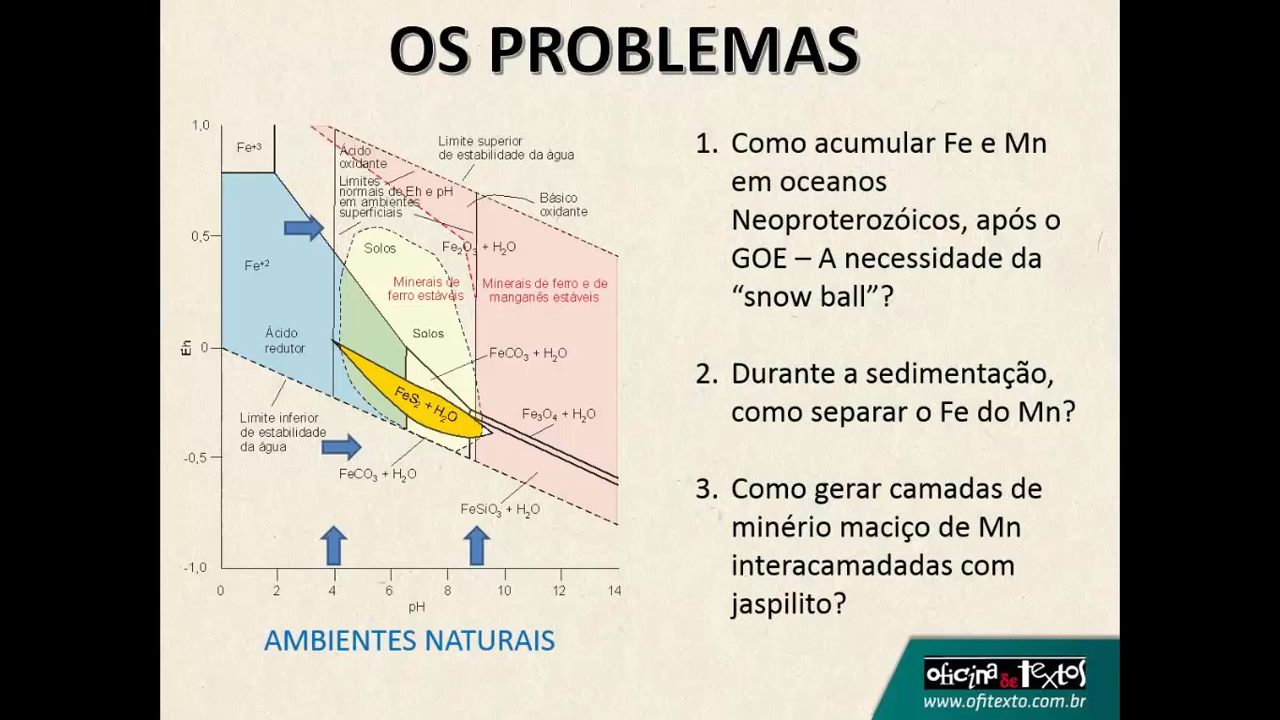 OS PROBLEMAS
1,0
0,5
0
-0,5
-1,0
Eh
0
2
4
6
8
10
12
14
pH
Fe+3
Fe+2
Ácido
oxidante
Limites
normais de Eh e pH
em ambientes
superficiais
Limite superior
de estabilidade da água
Básico
oxidante
Solos
Fe2O3 + H2O
Minerais de
ferro estáveis
Minerais de ferro e de
manganês estáveis
Ácido
redutor
Solos
FeCO3 + H2O
FeS2 + H2O
Fe3O4 + H2O
Limite inferior
de estabilidade
da água
FeCO3 + H2O
FeSiO3 + H2O
AMBIENTES NATURAIS
1. Como acumular Fe e Mn
em oceanos
Neoproterozóicos, após o
GOE – A necessidade da
“snow ball”?
2. Durante a sedimentação,
como separar o Fe do Mn?
3. Como gerar camadas de
minério maciço de Mn
interacamadadas com
jaspilito?
oficina de textos
www.ofitexto.com.br